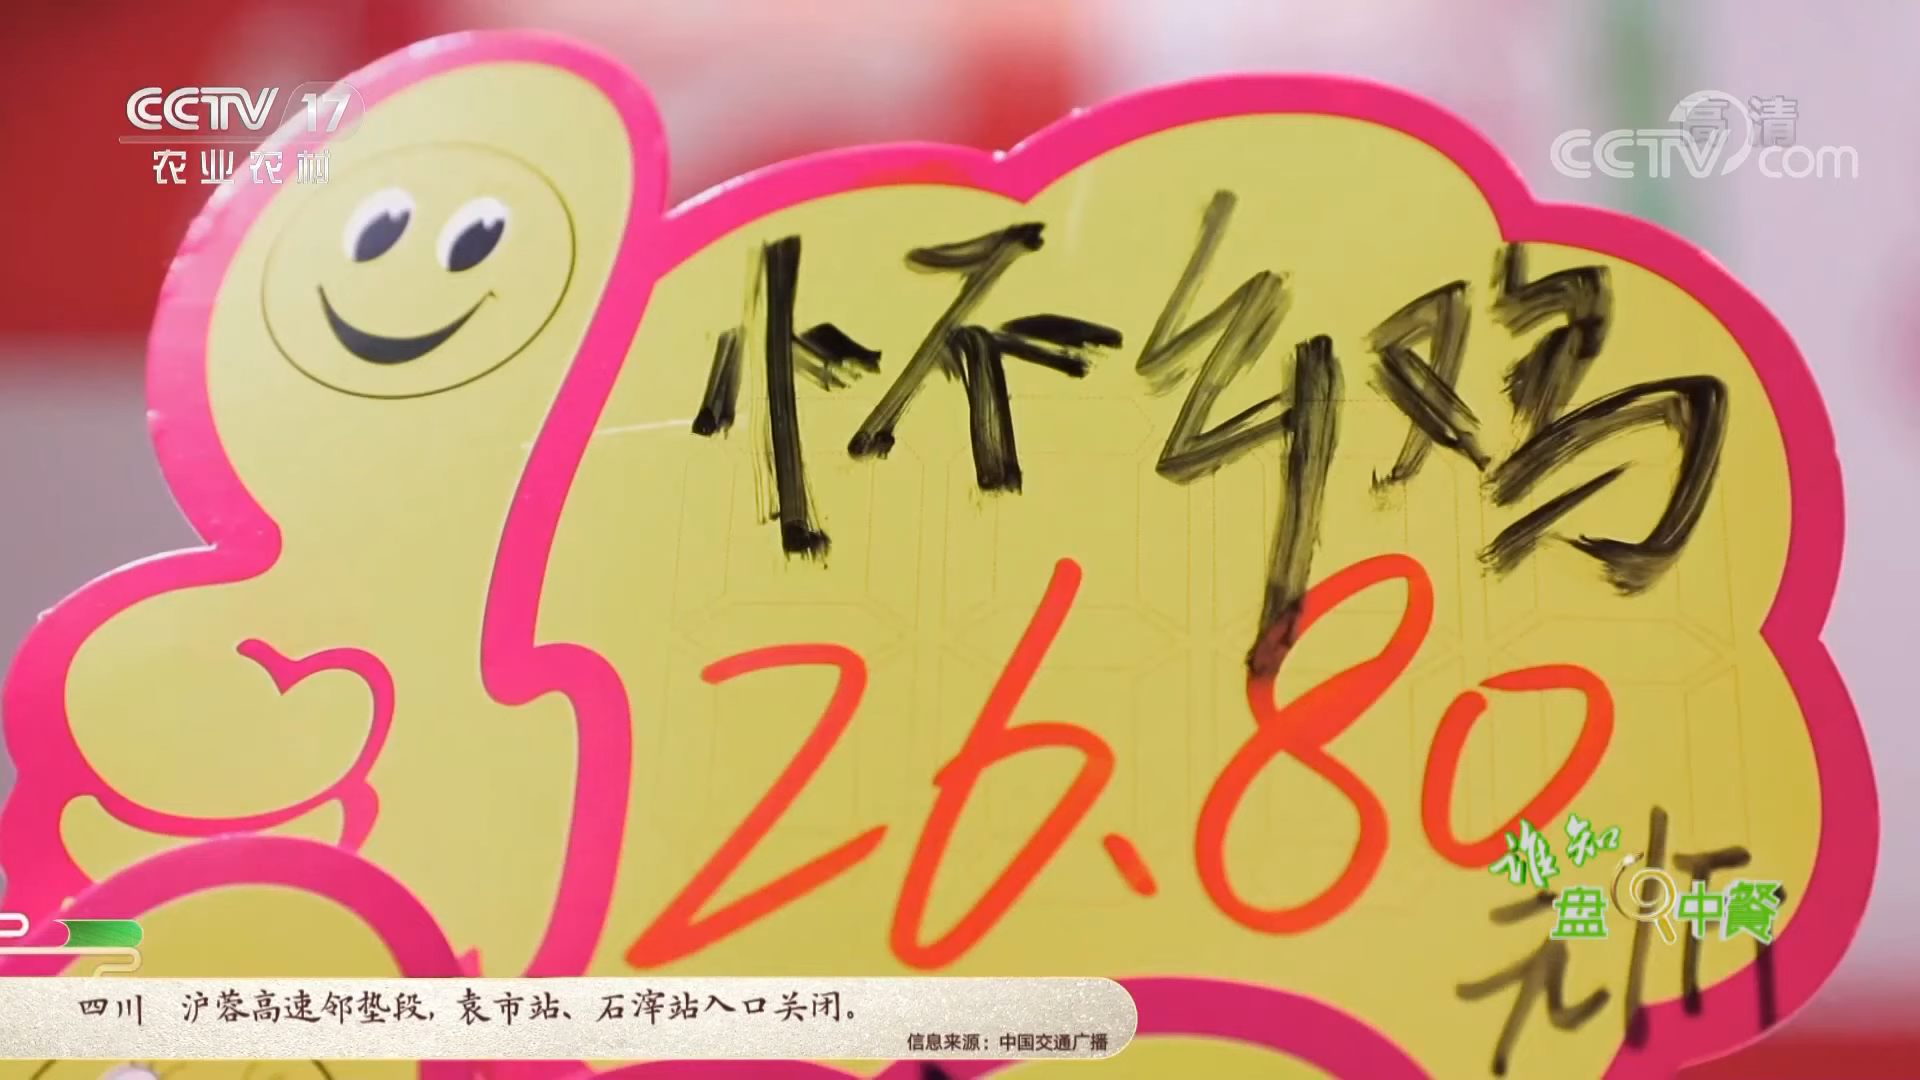 CCTV 17
农业农村
高清
CCTV com
怀乡鸡
26.80
元/斤
谁知
盘中餐
四川 沪蓉高速邻垫段,袁市站、石滓站入口关闭。
信息来源:中国交通广播